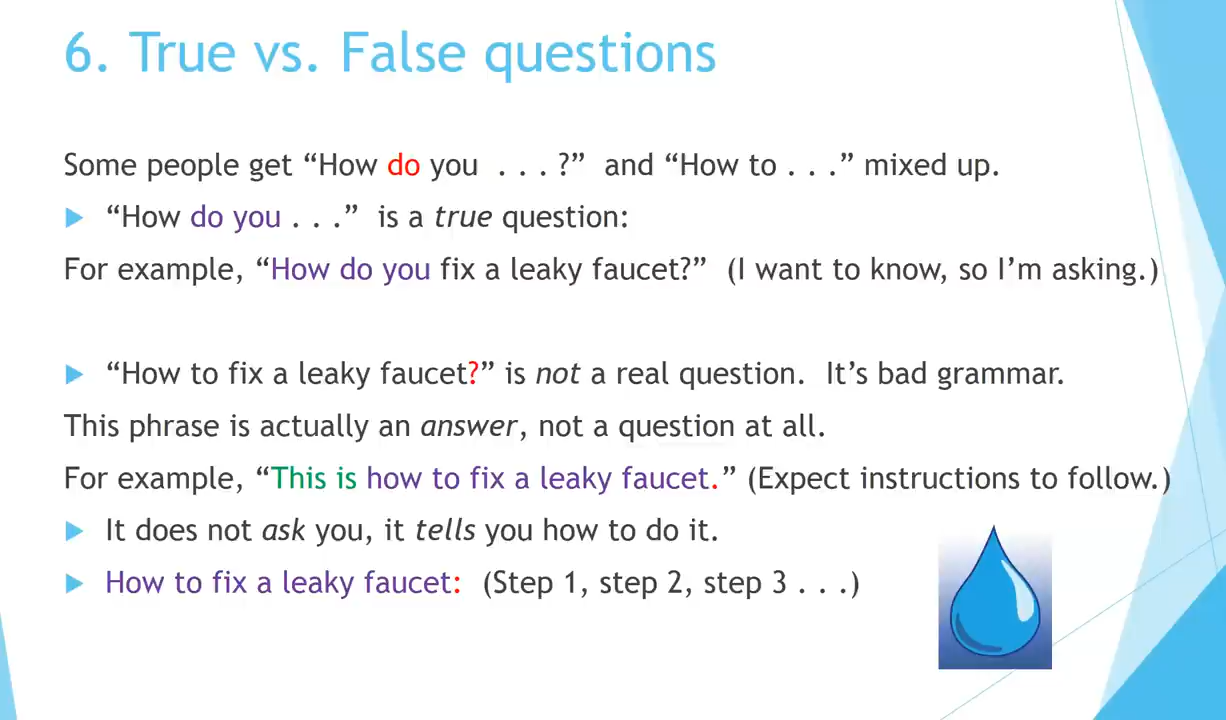 6. True vs. False questions
Some people get “How do you . . . ?” and “How to . . .” mixed up.
“How do you . . .” is a true question:
For example, “How do you fix a leaky faucet?” (I want to know, so I’m asking.)
“How to fix a leaky faucet?” is not a real question. It’s bad grammar.
This phrase is actually an answer, not a question at all.
For example, “This is how to fix a leaky faucet.” (Expect instructions to follow.)
It does not ask you, it tells you how to do it.
How to fix a leaky faucet: (Step 1, step 2, step 3 . . .)